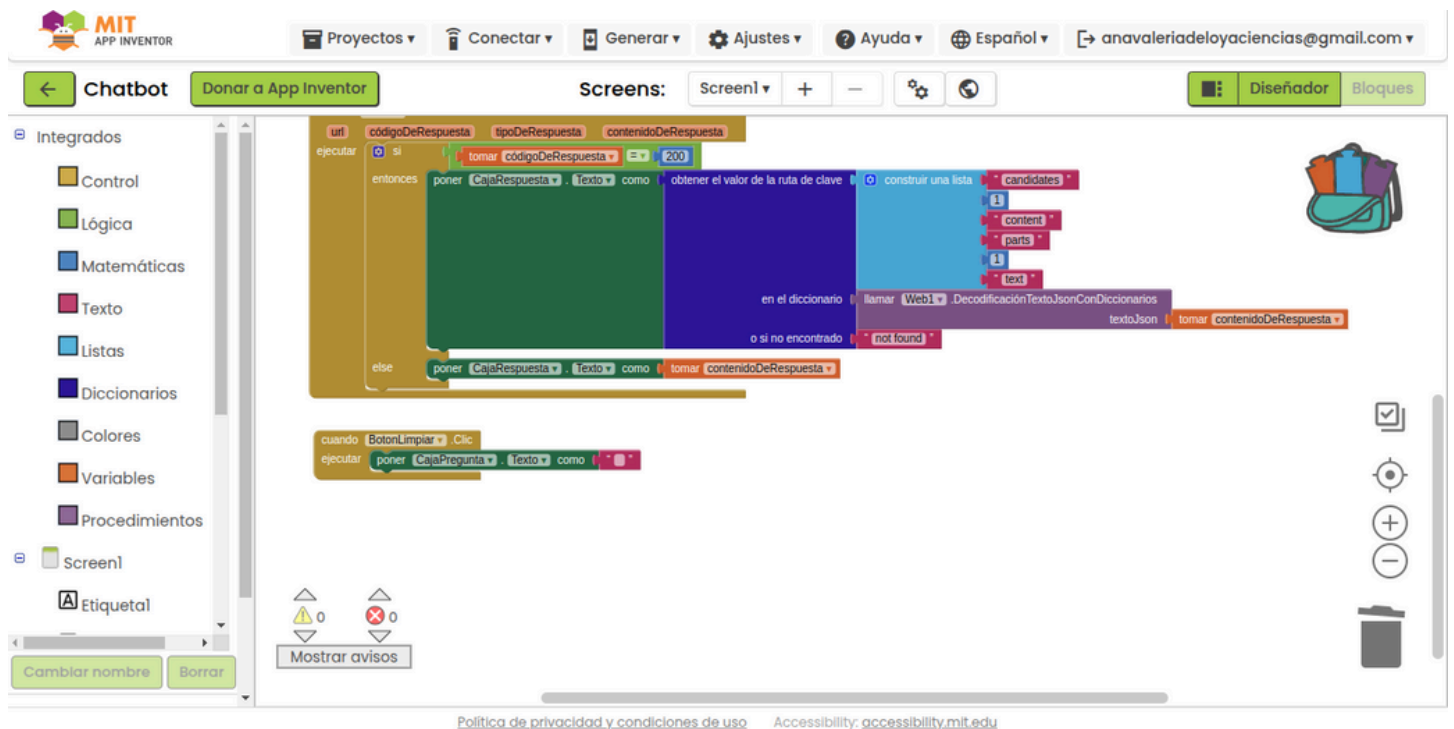 MIT
APP INVENTOR
Proyectos ▾ Conectar ▾ Generar ▾ Ajustes ▾ Ayuda ▾ Español ▾ anavaleriadeloyaciencias@gmail.com ▾
Chatbot Donar a App Inventor Screens: Screen1 ▾ + − Diseñador Bloques
Integrados
Control
Lógica
Matemáticas
Texto
Listas
Diccionarios
Colores
Variables
Procedimientos
Screen1
Etiqueta1
Cambiar nombre Borrar
url códigoDeRespuesta tipoDeRespuesta contenidoDeRespuesta
ejecutar si tomar códigoDeRespuesta ▾ = ▾ 200
entonces poner CajaRespuesta ▾ . Texto ▾ como obtener el valor de la ruta de clave construir una lista " candidates "
1
" content "
" parts "
1
" text "
en el diccionario llamar Web1 ▾ .DecodificaciónTextoJsonConDiccionarios
textoJson tomar contenidoDeRespuesta ▾
o si no encontrado " not found "
else poner CajaRespuesta ▾ . Texto ▾ como tomar contenidoDeRespuesta ▾
cuando BotonLimpiar ▾ .Clic
ejecutar poner CajaPregunta ▾ . Texto ▾ como " "
0 0
Mostrar avisos
Política de privacidad y condiciones de uso Accessibility: accessibility.mit.edu